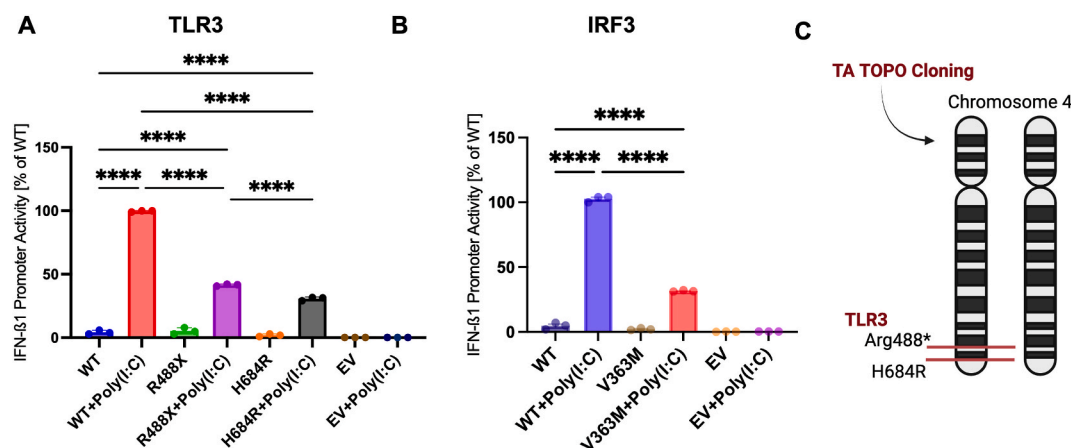 A
TLR3
B
IRF3
C
****
****
****
****
****
****
IFN-ß1 Promoter Activity [% of WT]
150
100
50
0
WT
WT+Poly(I:C)
R488X
R488X+Poly(I:C)
H684R
H684R+Poly(I:C)
EV
EV+Poly(I:C)
****
****
****
IFN-ß1 Promoter Activity [% of WT]
150
100
50
0
WT
WT+Poly(I:C)
V363M
V363M+Poly(I:C)
EV
EV+Poly(I:C)
TA TOPO Cloning
Chromosome 4
TLR3
Arg488*
H684R